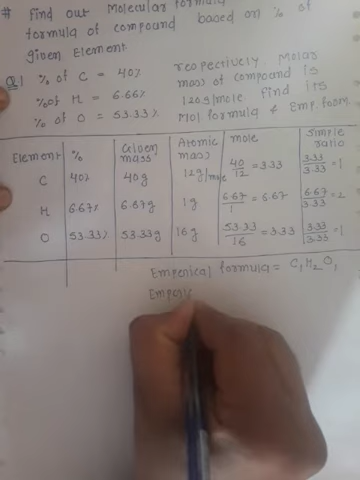 # Find out Molecular formula
formula of compound based on % of
given Element
Q1 % of C = 40% respectively, Molar
mass of compound is
% of H = 6.66% 120g/mole find its
% of O = 53.33%. Mol formula & Emp. form
Element % Given mass Atomic mass mole Simple ratio
C 40% 40g 12g/mole 40/12 = 3.33 3.33/3.33 = 1
H 6.67% 6.67g 1g 6.67/1 = 6.67 6.67/3.33 = 2
O 53.33% 53.33g 16g 53.33/16 = 3.33 3.33/3.33 = 1
Emperical formula = C1H2O1
Emperi